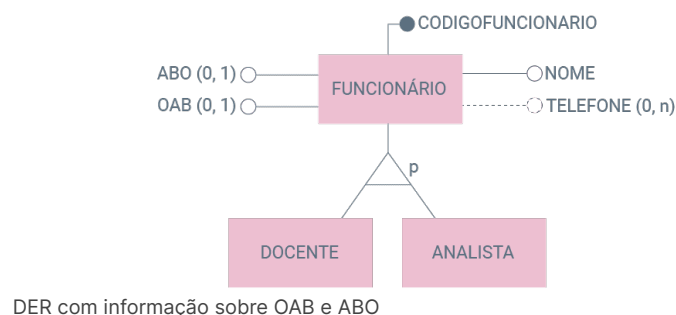 CODIGOFUNCIONARIO
ABO (0, 1)
NOME
FUNCIONÁRIO
OAB (0, 1)
TELEFONE (0, n)
p
DOCENTE
ANALISTA
DER com informação sobre OAB e ABO